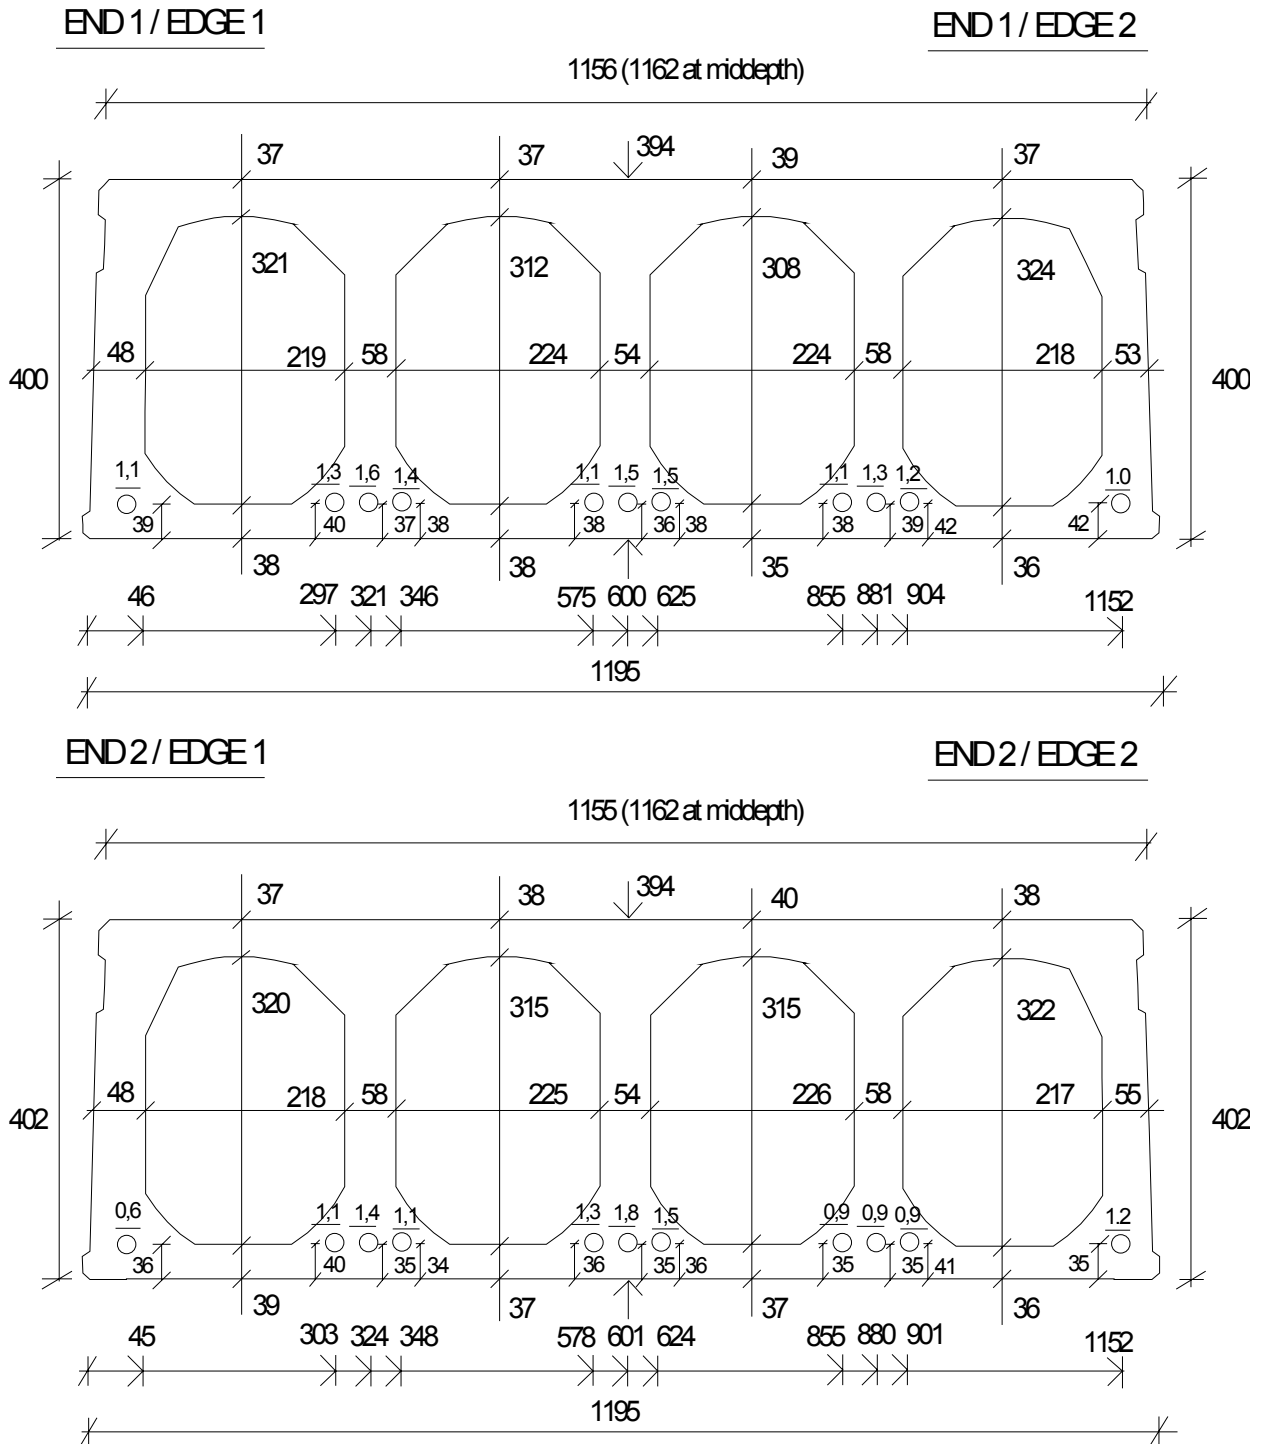 END 1 / EDGE 1 END 1 / EDGE 2
1156 (1162 at middepth)
37 37 394 39 37
321 312 308 324
48 219 58 224 54 224 58 218 53
400 400
1,1 1,3 1,6 1,4 1,1 1,5 1,5 1,1 1,3 1,2 1.0
39 40 37 38 38 36 38 38 39 42 42
38 38 35 36
46 297 321 346 575 600 625 855 881 904 1152
1195
END 2 / EDGE 1 END 2 / EDGE 2
1155 (1162 at middepth)
37 38 394 40 38
320 315 315 322
48 218 58 225 54 226 58 217 55
402 402
0,6 1,1 1,4 1,1 1,3 1,8 1,5 0,9 0,9 0,9 1.2
36 40 35 34 36 35 36 35 35 41 35
39 37 37 36
45 303 324 348 578 601 624 855 880 901 1152
1195